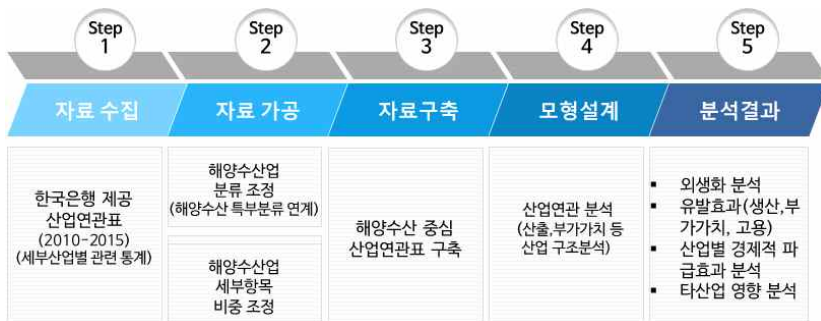 Step
1
Step
2
Step
3
Step
4
Step
5
자료 수집
자료 가공
자료구축
모형설계
분석결과
한국은행 제공
산업연관표
(2010-2015)
(세부산업별 관련 통계)
해양수산업
분류 조정
(해양수산 특부분류 연계)
해양수산업
세부항목
비중 조정
해양수산 중심
산업연관표 구축
산업연관 분석
(산출,부가가치 등
산업 구조분석)
▪ 외생화 분석
▪ 유발효과(생산,부
가가치, 고용)
▪ 산업별 경제적 파
급효과 분석
▪ 타산업 영향 분석